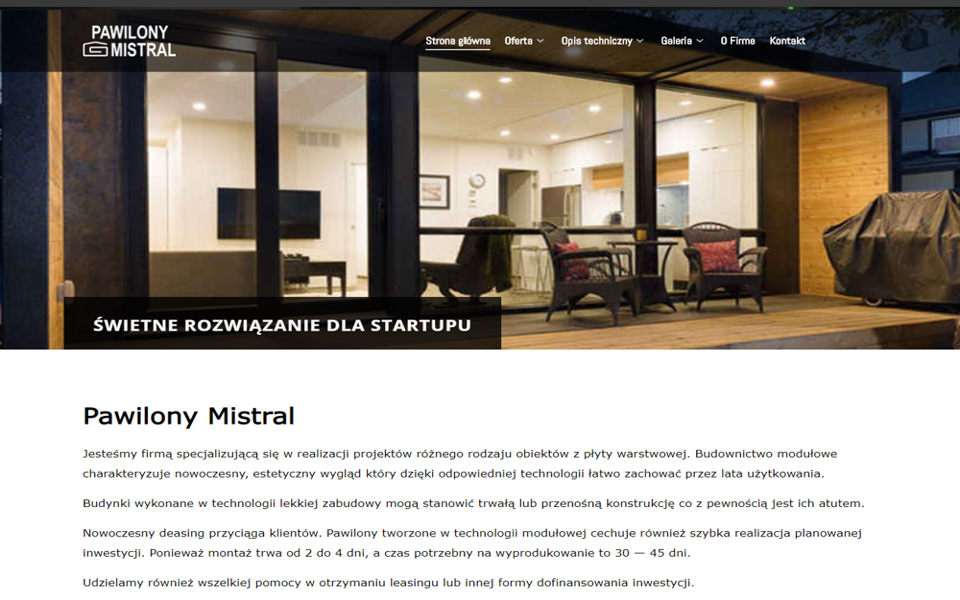 PAWILONY
MISTRAL
Strona główna Oferta Opis techniczny Galeria O Firme Kontakt
ŚWIETNE ROZWIĄZANIE DLA STARTUPU
Pawilony Mistral
Jesteśmy firmą specjalizującą się w realizacji projektów różnego rodzaju obiektów z płyty warstwowej. Budownictwo modułowe
charakteryzuje nowoczesny, estetyczny wygląd który dzięki odpowiedniej technologii łatwo zachować przez lata użytkowania.
Budynki wykonane w technologii lekkiej zabudowy mogą stanowić trwałą lub przenośną konstrukcję co z pewnością jest ich atutem.
Nowoczesny deasing przyciąga klientów. Pawilony tworzone w technologii modułowej cechuje również szybka realizacja planowanej
inwestycji. Ponieważ montaż trwa od 2 do 4 dni, a czas potrzebny na wyprodukowanie to 30 — 45 dni.
Udzielamy również wszelkiej pomocy w otrzymaniu leasingu lub innej formy dofinansowania inwestycji.